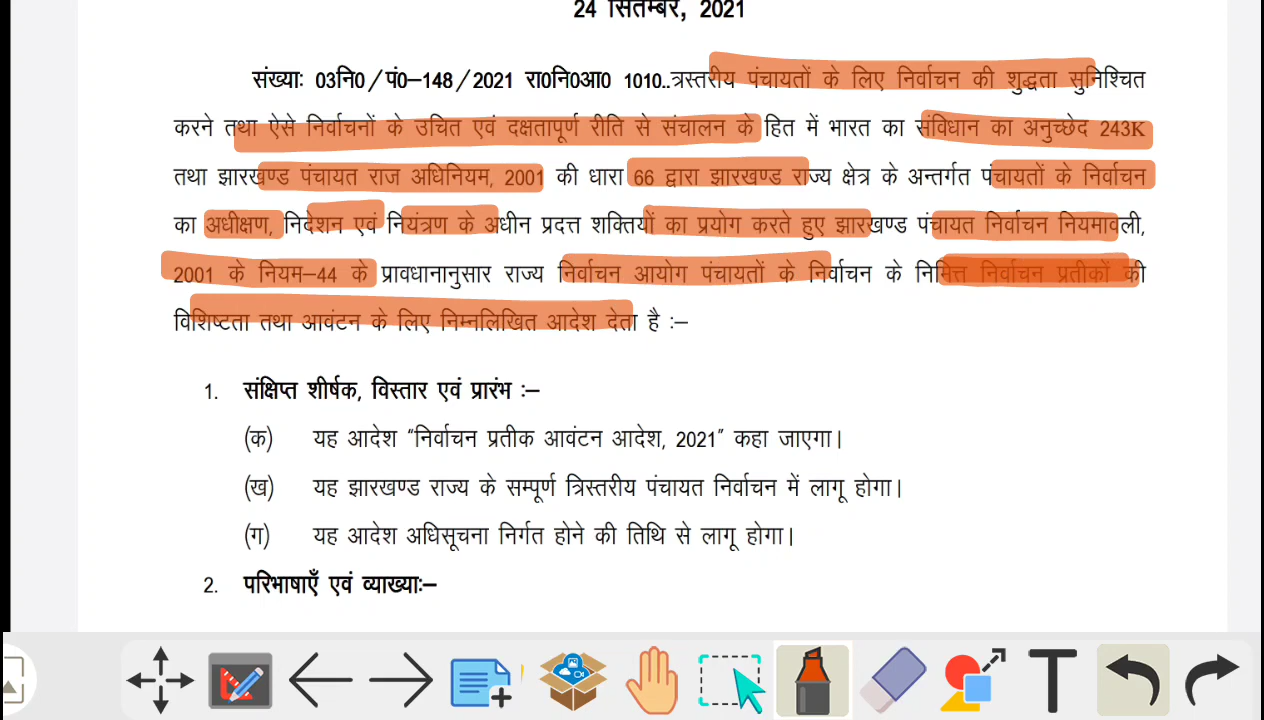 24 सितम्बर, 2021
संख्याः 03नि0/पं0–148/2021 रा0नि0आ0 1010..त्रस्तरीय पंचायतों के लिए निर्वाचन की शुद्धता सुनिश्चित
करने तथा ऐसे निर्वाचनों के उचित एवं दक्षतापूर्ण रीति से संचालन के हित में भारत का संविधान का अनुच्छेद 243K
तथा झारखण्ड पंचायत राज अधिनियम, 2001 की धारा 66 द्वारा झारखण्ड राज्य क्षेत्र के अन्तर्गत पंचायतों के निर्वाचन
का अधीक्षण, निदेशन एवं नियंत्रण के अधीन प्रदत्त शक्तियों का प्रयोग करते हुए झारखण्ड पंचायत निर्वाचन नियमावली,
2001 के नियम–44 के प्रावधानानुसार राज्य निर्वाचन आयोग पंचायतों के निर्वाचन के निमित्त निर्वाचन प्रतीकों की
विशिष्टता तथा आवंटन के लिए निम्नलिखित आदेश देता है :–
1. संक्षिप्त शीर्षक, विस्तार एवं प्रारंभ :–
(क) यह आदेश "निर्वाचन प्रतीक आवंटन आदेश, 2021" कहा जाएगा।
(ख) यह झारखण्ड राज्य के सम्पूर्ण त्रिस्तरीय पंचायत निर्वाचन में लागू होगा।
(ग) यह आदेश अधिसूचना निर्गत होने की तिथि से लागू होगा।
2. परिभाषाएँ एवं व्याख्याः–
T